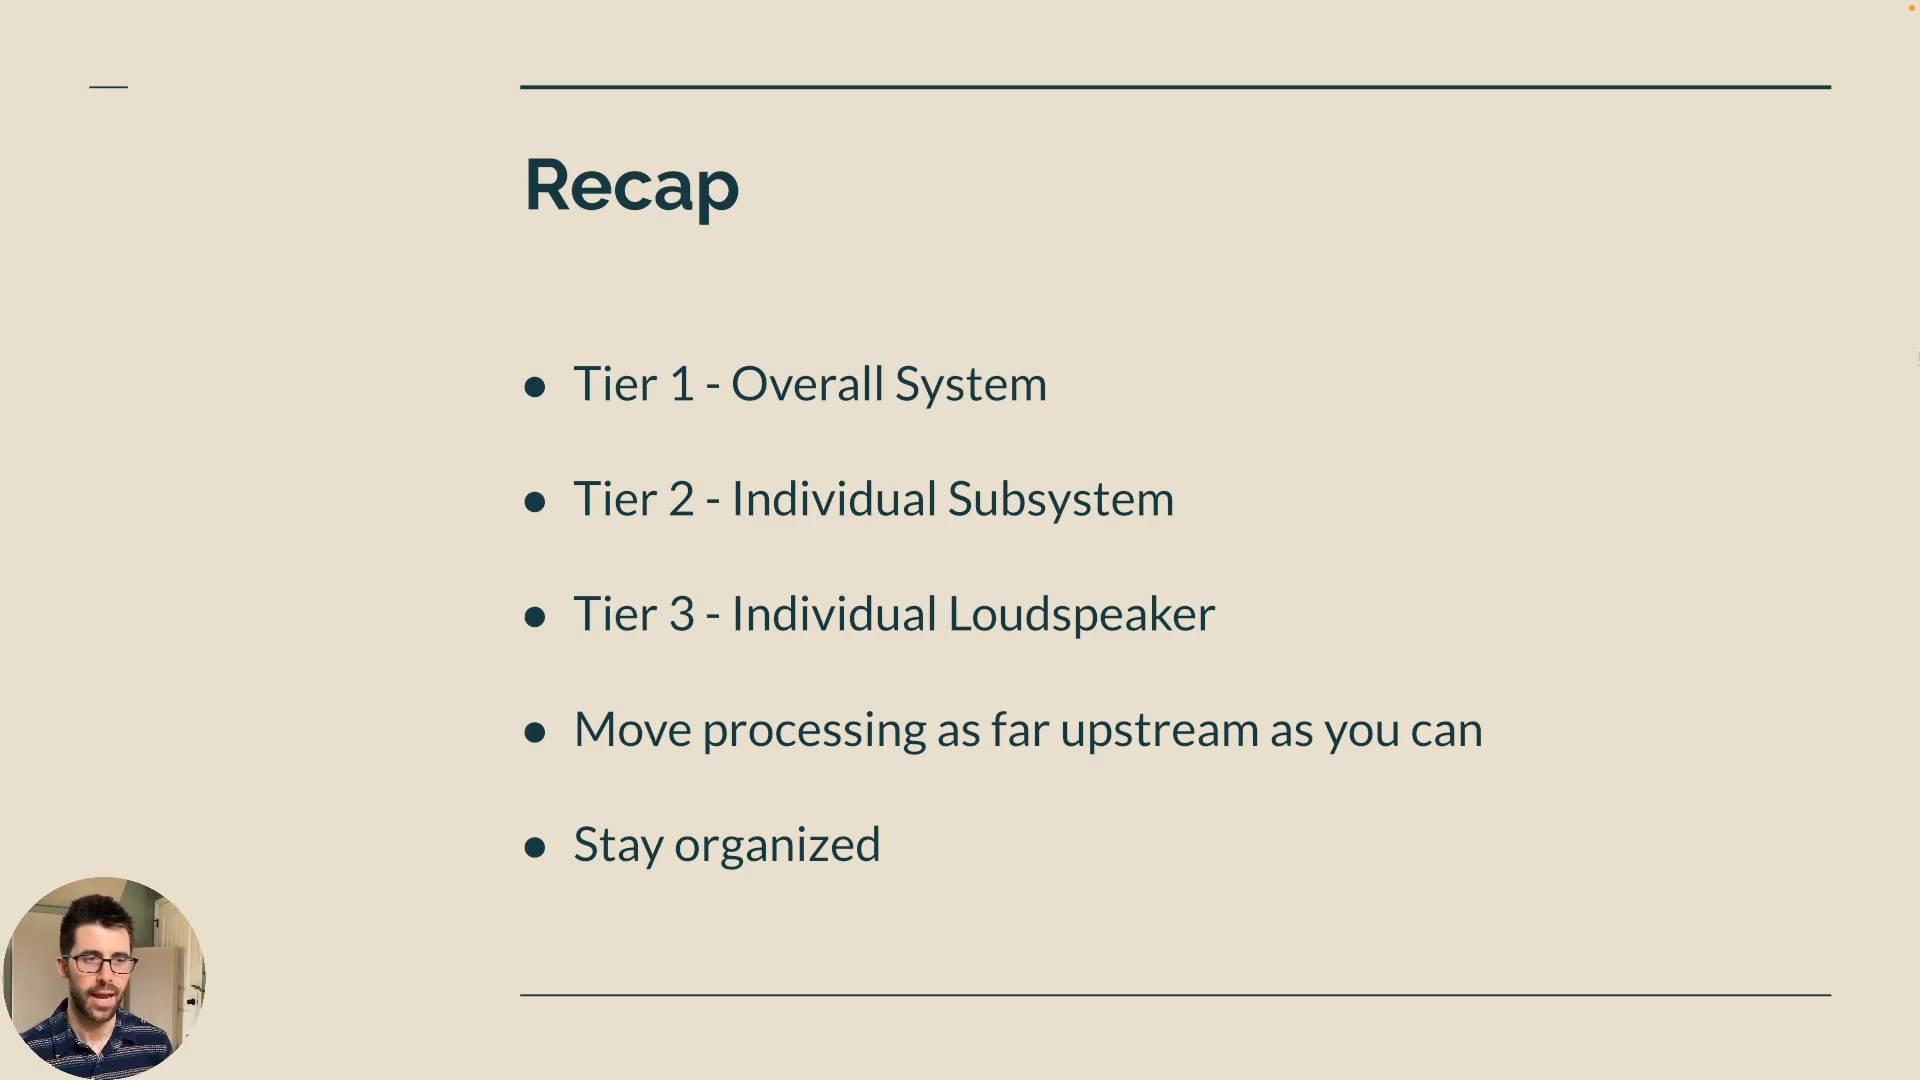 Recap
● Tier 1 - Overall System
● Tier 2 - Individual Subsystem
● Tier 3 - Individual Loudspeaker
● Move processing as far upstream as you can
● Stay organized